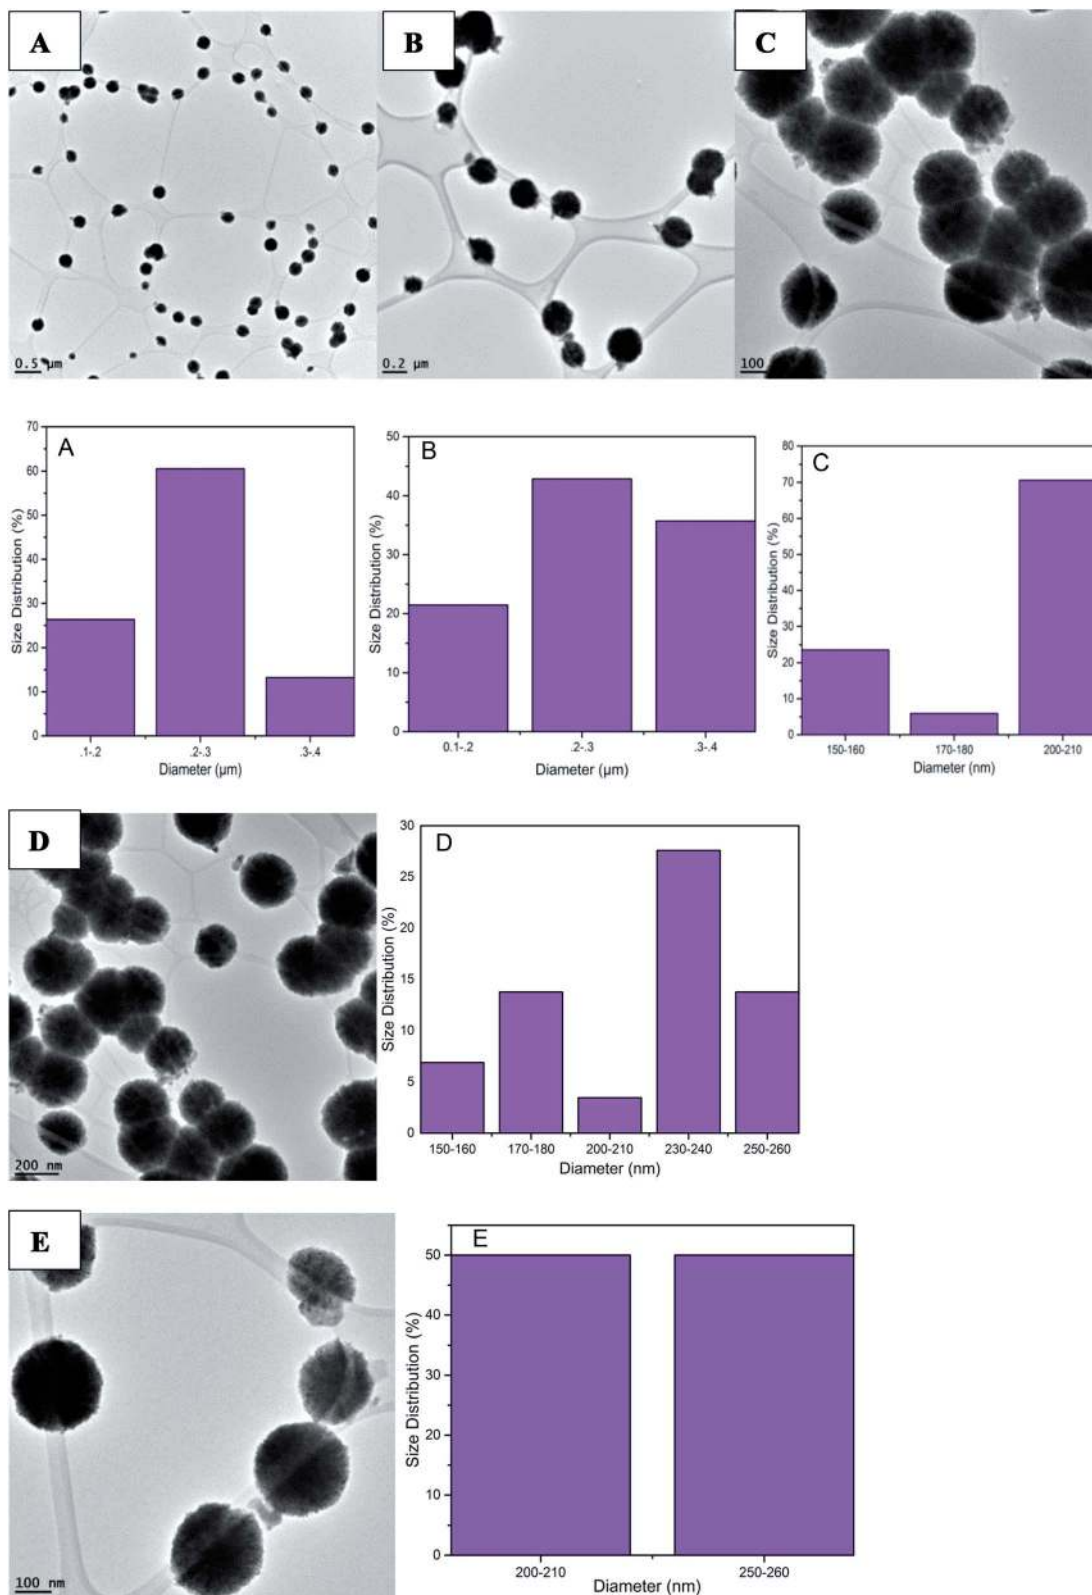 A
B
C
0.5 µm
0.2 µm
100
A
Size Distribution (%)
70
60
50
40
30
20
10
0
.1-.2
.2-.3
.3-.4
Diameter (µm)
B
Size Distribution (%)
50
40
30
20
10
0
0.1-.2
.2-.3
.3-.4
Diameter (µm)
C
Size Distribution (%)
80
70
60
50
40
30
20
10
0
150-160
170-180
200-210
Diameter (nm)
D
200 nm
D
Size Distribution (%)
30
25
20
15
10
5
0
150-160
170-180
200-210
230-240
250-260
Diameter (nm)
E
100 nm
E
Size Distribution (%)
50
40
30
20
10
0
200-210
250-260
Diameter (nm)